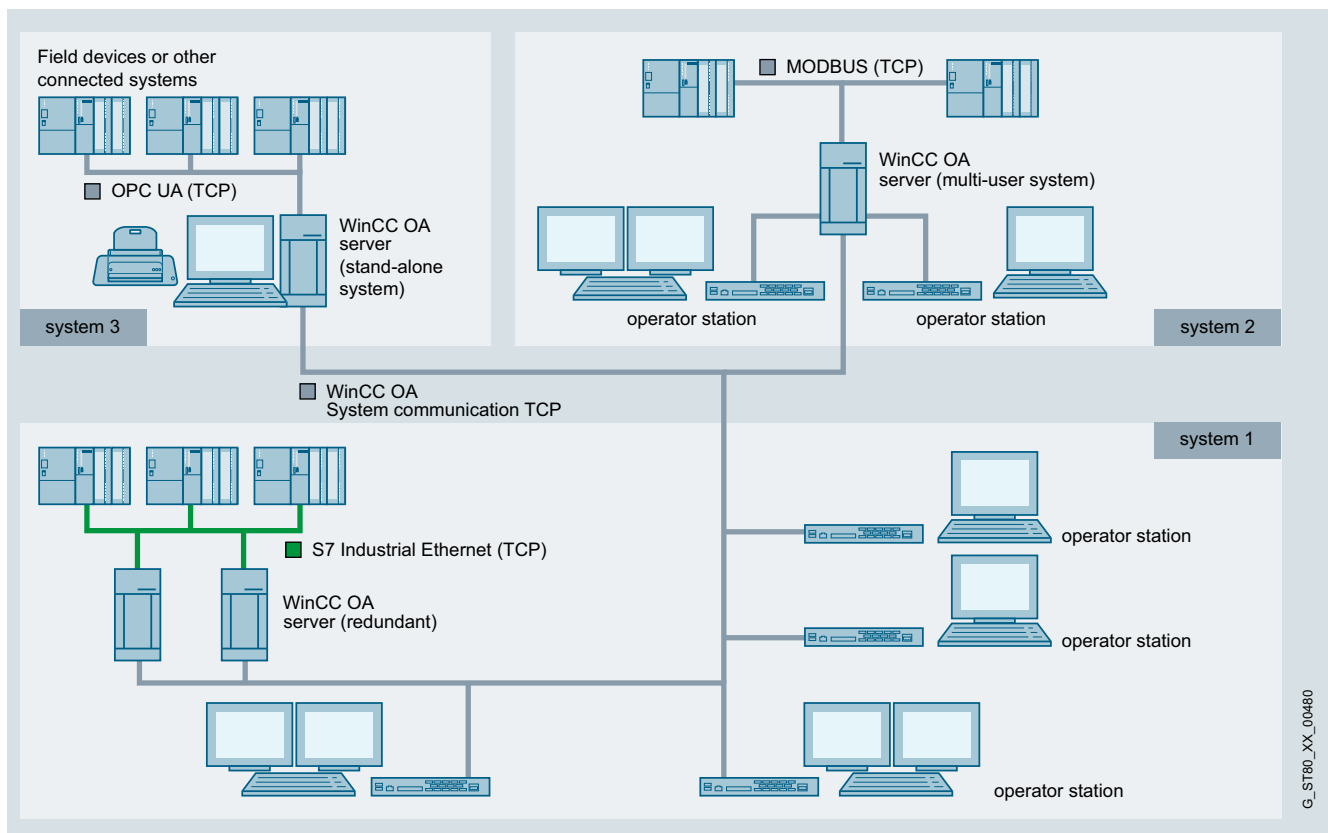 Field devices or other
connected systems
OPC UA (TCP)
WinCC OA
server
(stand-alone
system)
system 3
MODBUS (TCP)
WinCC OA
server (multi-user system)
operator station
operator station
system 2
WinCC OA
System communication TCP
system 1
S7 Industrial Ethernet (TCP)
WinCC OA
server (redundant)
operator station
operator station
operator station
G_ST80_XX_00480